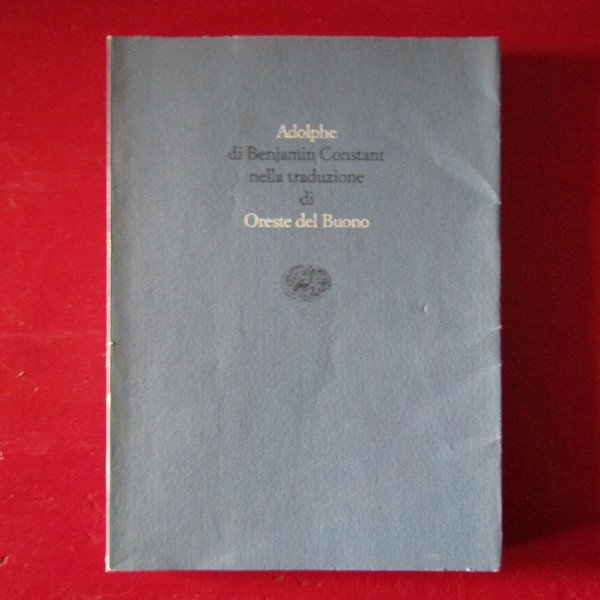 Adolphe
di Benjamin Constant
nella traduzione
di
Oreste del Buono